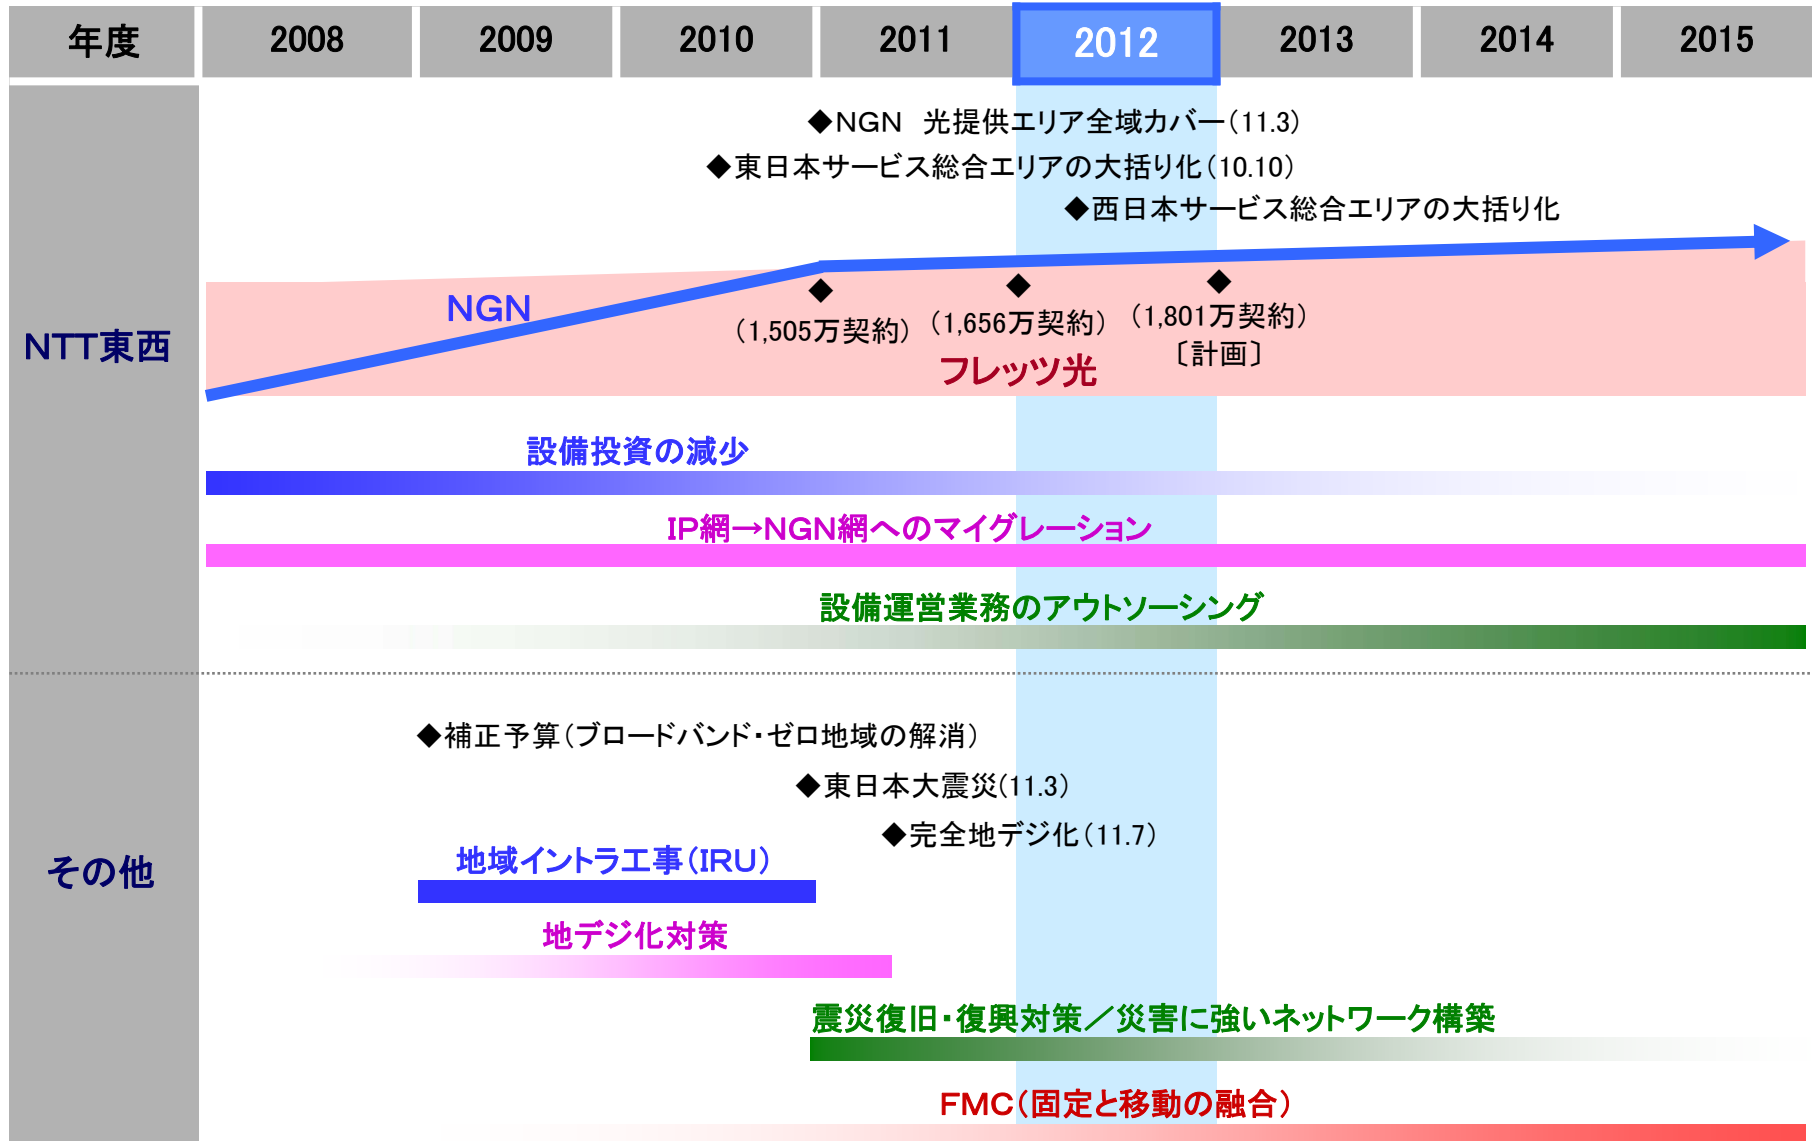 年度 2008 2009 2010 2011 2012 2013 2014 2015
◆NGN 光提供エリア全域カバー(11.3)
◆東日本サービス総合エリアの大括り化(10.10)
◆西日本サービス総合エリアの大括り化
NGN
◆ ◆ ◆
(1,505万契約) (1,656万契約) (1,801万契約)
〔計画〕
NTT東西
フレッツ光
設備投資の減少
IP網→NGN網へのマイグレーション
設備運営業務のアウトソーシング
◆補正予算(ブロードバンド・ゼロ地域の解消)
◆東日本大震災(11.3)
◆完全地デジ化(11.7)
その他
地域イントラ工事(IRU)
地デジ化対策
震災復旧・復興対策/災害に強いネットワーク構築
FMC(固定と移動の融合)